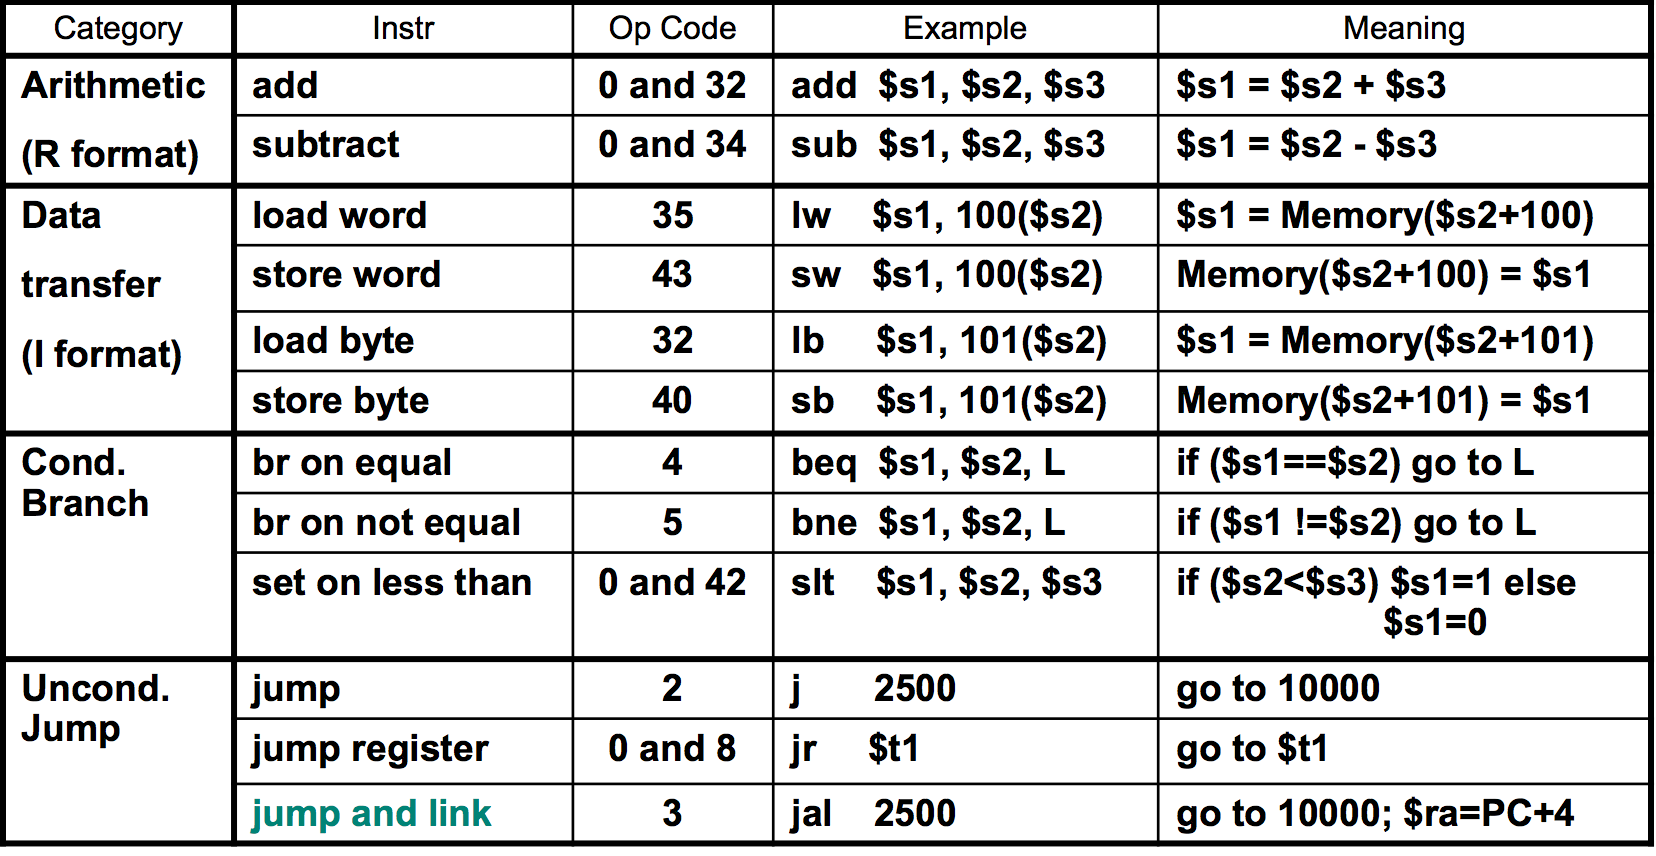 Category Instr Op Code Example Meaning
Arithmetic add 0 and 32 add $s1, $s2, $s3 $s1 = $s2 + $s3
(R format) subtract 0 and 34 sub $s1, $s2, $s3 $s1 = $s2 - $s3
Data load word 35 lw $s1, 100($s2) $s1 = Memory($s2+100)
transfer store word 43 sw $s1, 100($s2) Memory($s2+100) = $s1
(I format) load byte 32 lb $s1, 101($s2) $s1 = Memory($s2+101)
store byte 40 sb $s1, 101($s2) Memory($s2+101) = $s1
Cond. br on equal 4 beq $s1, $s2, L if ($s1==$s2) go to L
Branch br on not equal 5 bne $s1, $s2, L if ($s1 !=$s2) go to L
set on less than 0 and 42 slt $s1, $s2, $s3 if ($s2<$s3) $s1=1 else
$s1=0
Uncond. jump 2 j 2500 go to 10000
Jump jump register 0 and 8 jr $t1 go to $t1
jump and link 3 jal 2500 go to 10000; $ra=PC+4